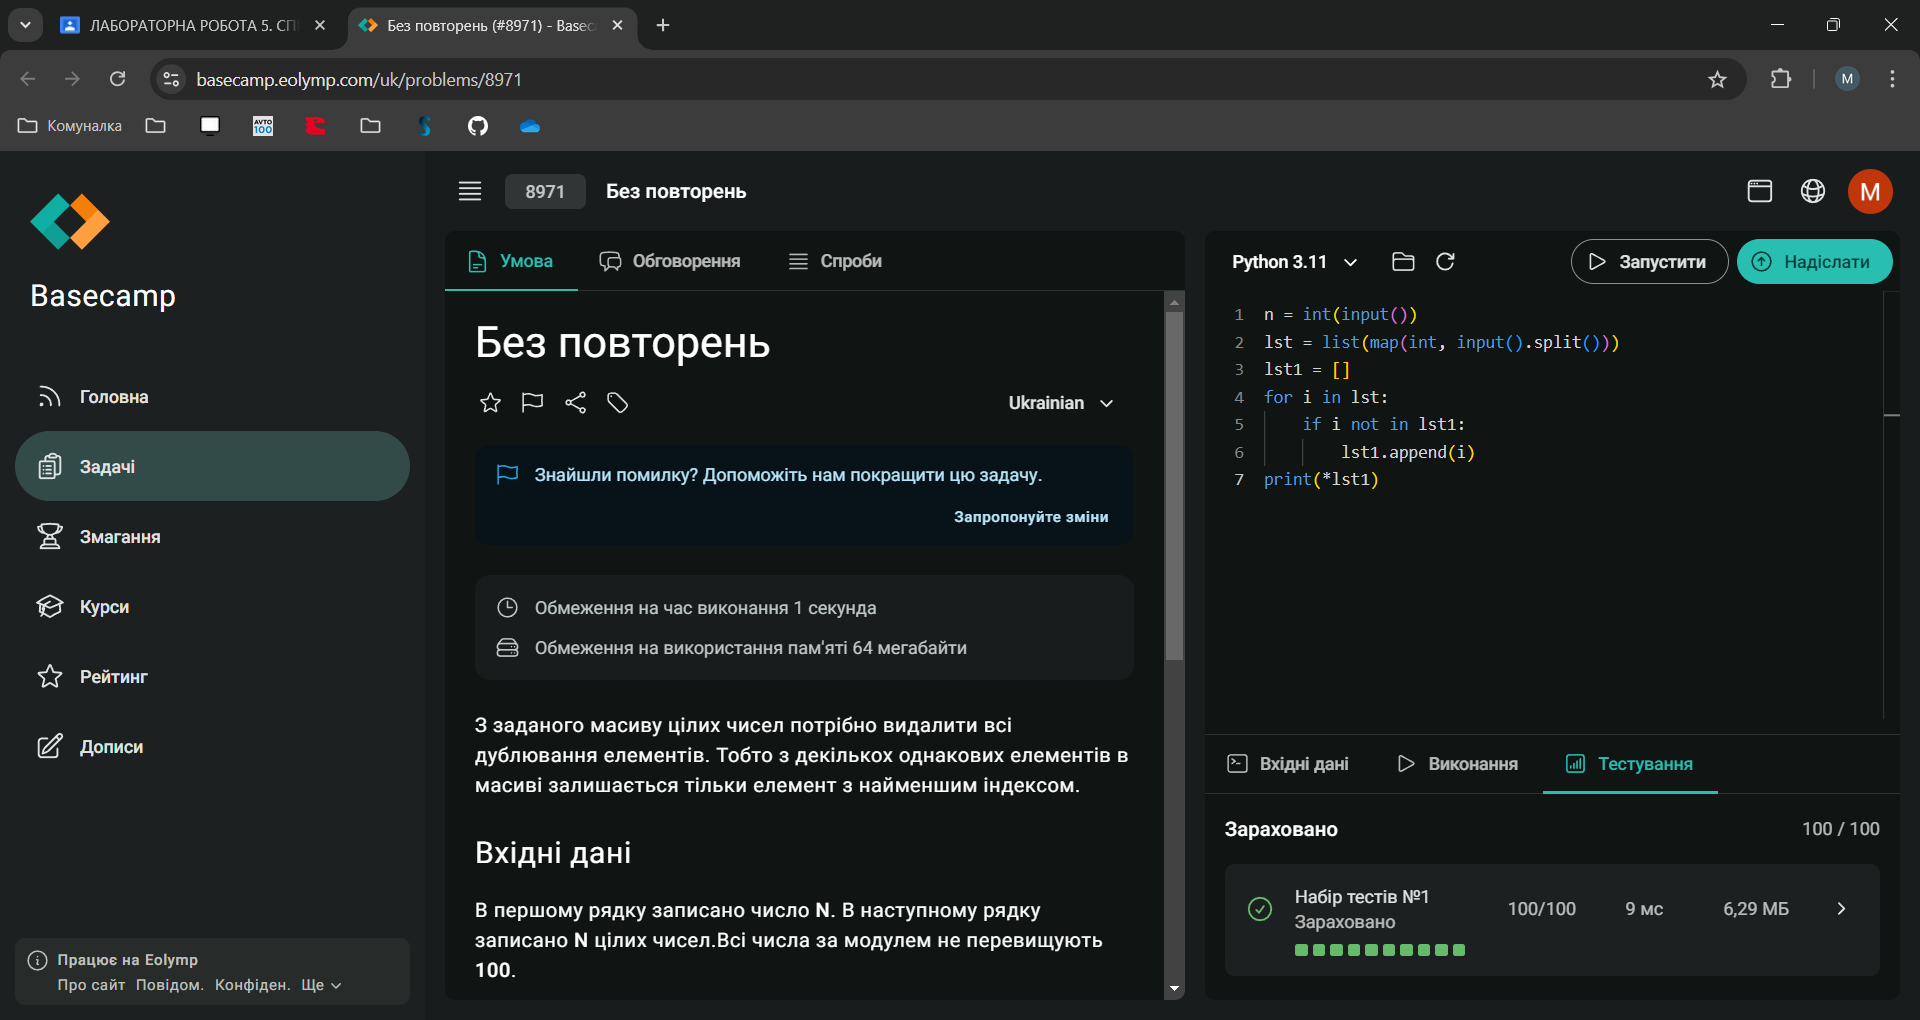 ЛАБОРАТОРНА РОБОТА 5. СП
Без повторень (#8971) - Basec
basecamp.eolymp.com/uk/problems/8971
M
Комуналка
AVTO
100
Basecamp
Головна
Задачі
Змагання
Курси
Рейтинг
Дописи
Працює на Eolymp
Про сайт Повідом. Конфіден. Ще
8971 Без повторень
M
Умова Обговорення Спроби
Без повторень
Ukrainian
Знайшли помилку? Допоможіть нам покращити цю задачу.
Запропонуйте зміни
Обмеження на час виконання 1 секунда
Обмеження на використання пам'яті 64 мегабайти
З заданого масиву цілих чисел потрібно видалити всі
дублювання елементів. Тобто з декількох однакових елементів в
масиві залишається тільки елемент з найменшим індексом.
Вхідні дані
В першому рядку записано число N. В наступному рядку
записано N цілих чисел.Всі числа за модулем не перевищують
100.
Python 3.11
Запустити
Надіслати
1 n = int(input())
2 lst = list(map(int, input().split()))
3 lst1 = []
4 for i in lst:
5 if i not in lst1:
6 lst1.append(i)
7 print(*lst1)
Вхідні дані Виконання Тестування
Зараховано 100 / 100
Набір тестів №1 100/100 9 мс 6,29 МБ
Зараховано